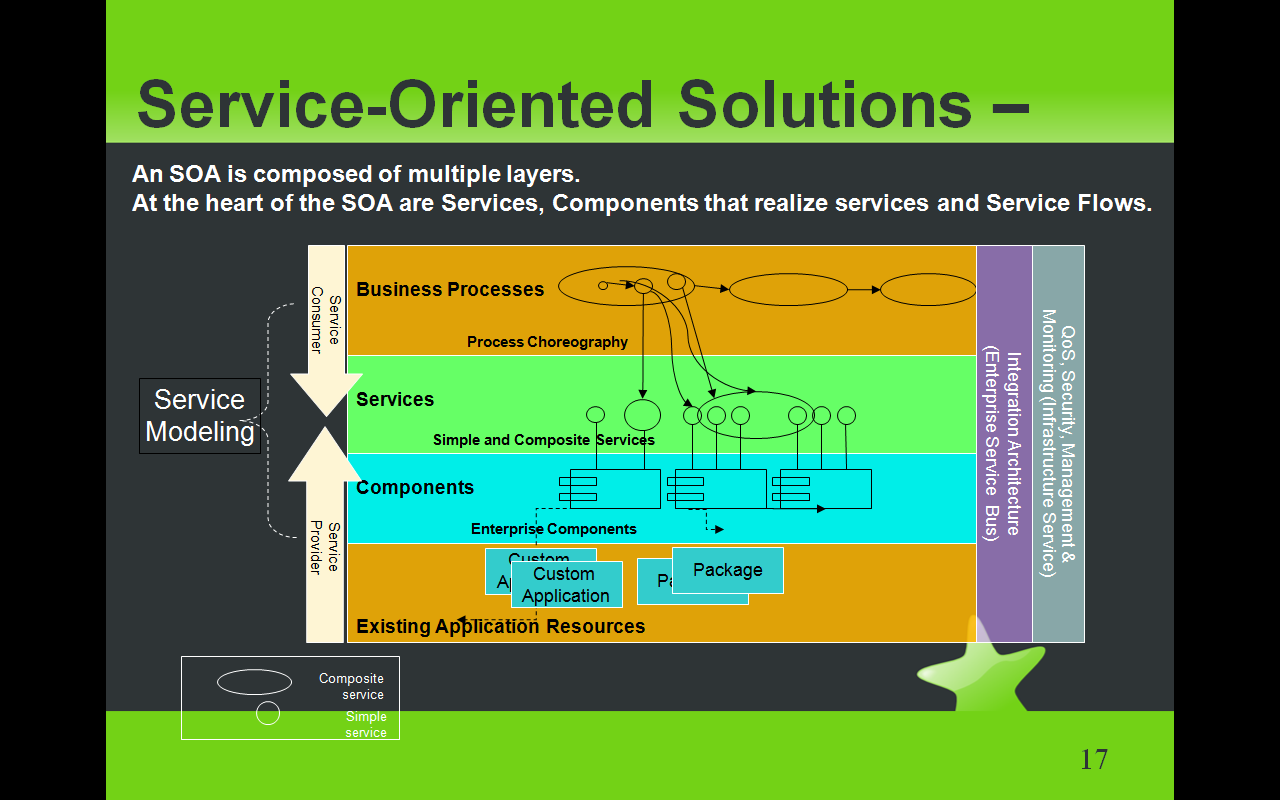 Service-Oriented Solutions –
An SOA is composed of multiple layers.
At the heart of the SOA are Services, Components that realize services and Service Flows.
Service
Consumer
Business Processes
Process Choreography
Service
Modeling
Services
Simple and Composite Services
Components
Enterprise Components
Service
Provider
Custom
Custom
Application
Package
Existing Application Resources
Integration Architecture
(Enterprise Service Bus)
QoS, Security, Management &
Monitoring (Infrastructure Service)
Composite
service
Simple
service
17